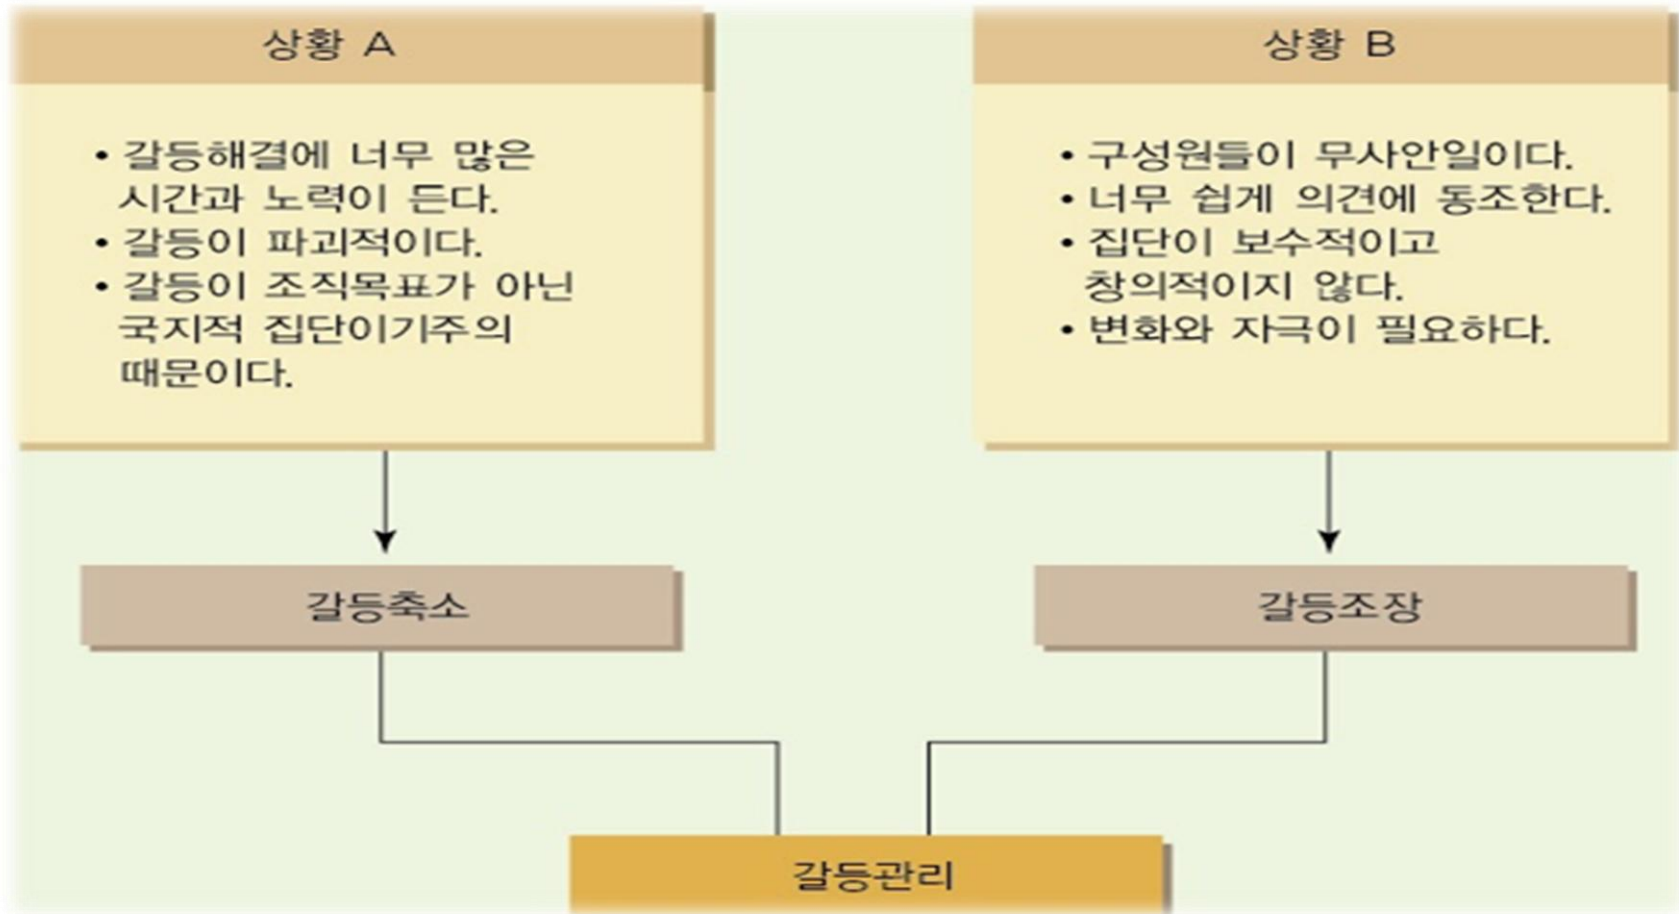 상황 A
• 갈등해결에 너무 많은
시간과 노력이 든다.
• 갈등이 파괴적이다.
• 갈등이 조직목표가 아닌
국지적 집단이기주의
때문이다.
상황 B
• 구성원들이 무사안일이다.
• 너무 쉽게 의견에 동조한다.
• 집단이 보수적이고
창의적이지 않다.
• 변화와 자극이 필요하다.
갈등축소
갈등조장
갈등관리